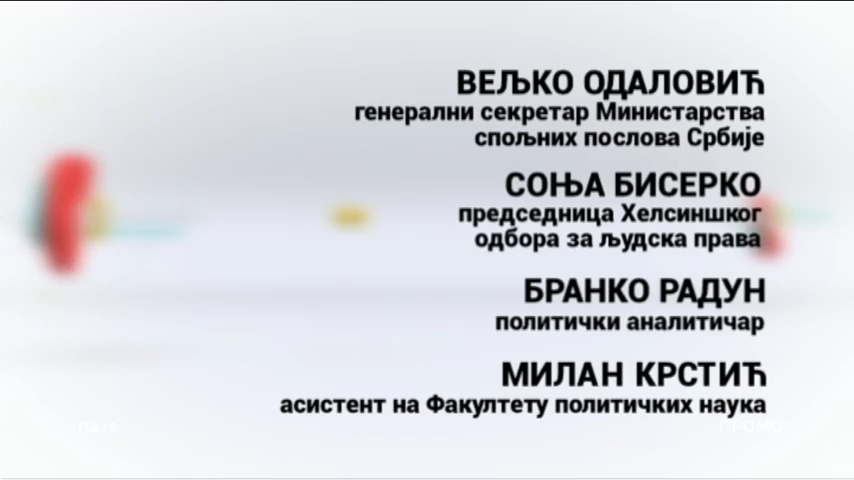 ВЕЉКО ОДАЛОВИЋ
генерални секретар Министарства
спољних послова Србије
СОЊА БИСЕРКО
председница Хелсиншког
одбора за људска права
БРАНКО РАДУН
политички аналитичар
МИЛАН КРСТИЋ
асистент на Факултету политичких наука
ПРОМО